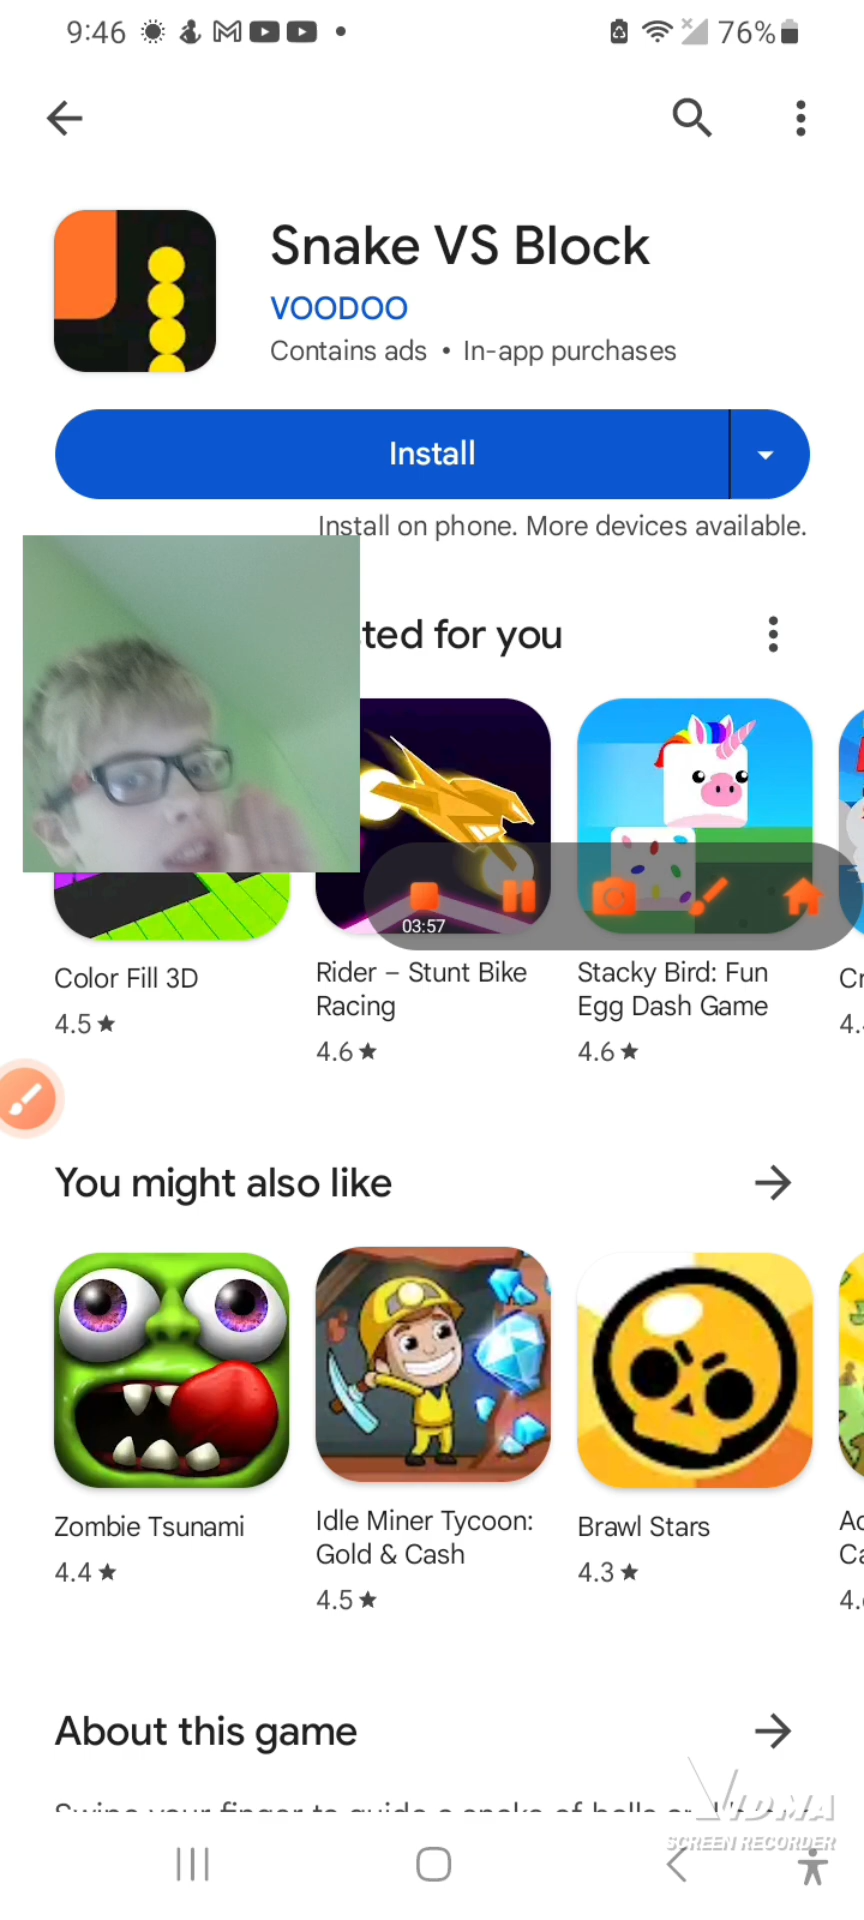 9:46
76%
Snake VS Block
VOODOO
Contains ads • In-app purchases
Install
Install on phone. More devices available.
for you
03:57
Color Fill 3D
4.5★
Rider – Stunt Bike
Racing
4.6★
Stacky Bird: Fun
Egg Dash Game
4.6★
You might also like
Zombie Tsunami
4.4★
Idle Miner Tycoon:
Gold & Cash
4.5★
Brawl Stars
4.3★
About this game
VIDMA
SCREEN RECORDER